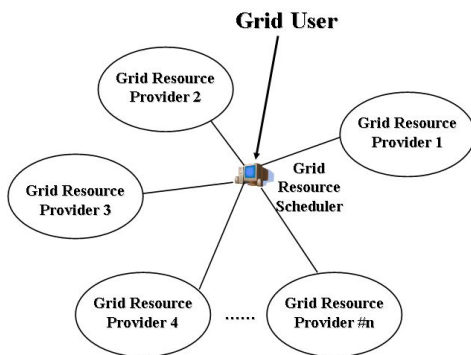 Grid User
Grid Resource
Provider 2
Grid Resource
Provider 1
Grid Resource
Provider 3
Grid
Resource
Scheduler
Grid Resource
Provider 4
......
Grid Resource
Provider #n